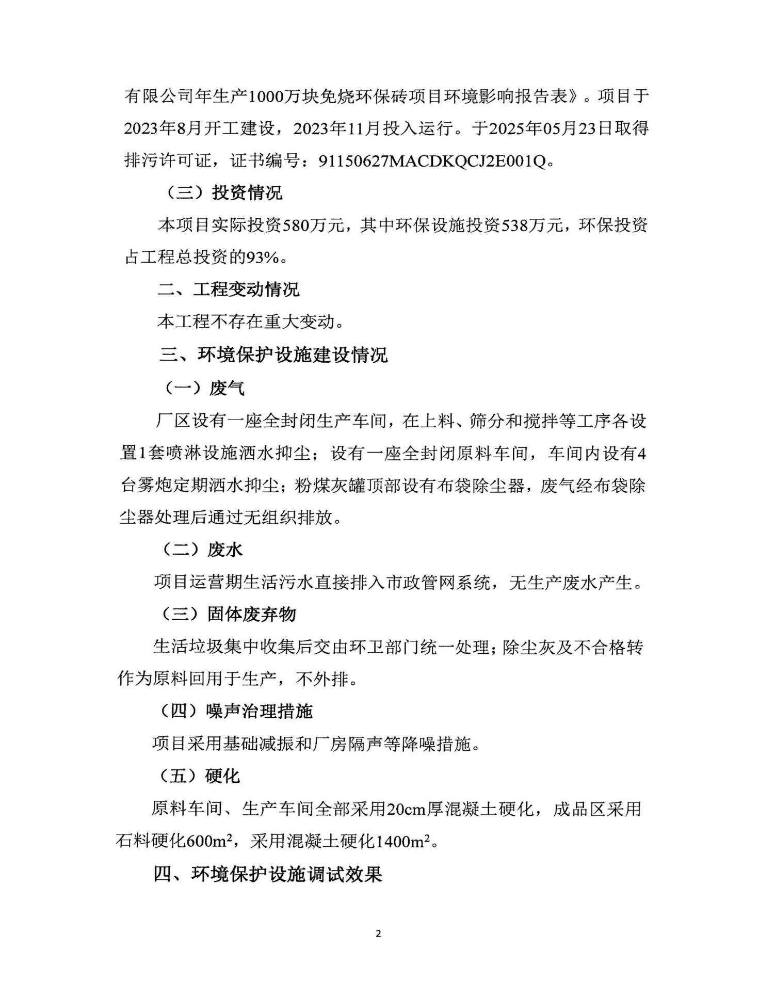 有限公司年生产1000万块免烧环保砖项目环境影响报告表》。项目于
2023年8月开工建设，2023年11月投入运行。于2025年05月23日取得
排污许可证，证书编号：91150627MACDKQCJ2E001Q。
（三）投资情况
本项目实际投资580万元，其中环保设施投资538万元，环保投资
占工程总投资的93%。
二、工程变动情况
本工程不存在重大变动。
三、环境保护设施建设情况
（一）废气
厂区设有一座全封闭生产车间，在上料、筛分和搅拌等工序各设
置1套喷淋设施洒水抑尘；设有一座全封闭原料车间，车间内设有4
台雾炮定期洒水抑尘；粉煤灰罐顶部设有布袋除尘器，废气经布袋除
尘器处理后通过无组织排放。
（二）废水
项目运营期生活污水直接排入市政管网系统，无生产废水产生。
（三）固体废弃物
生活垃圾集中收集后交由环卫部门统一处理；除尘灰及不合格转
作为原料回用于生产，不外排。
（四）噪声治理措施
项目采用基础减振和厂房隔声等降噪措施。
（五）硬化
原料车间、生产车间全部采用20cm厚混凝土硬化，成品区采用
石料硬化600m²，采用混凝土硬化1400m²。
四、环境保护设施调试效果
2